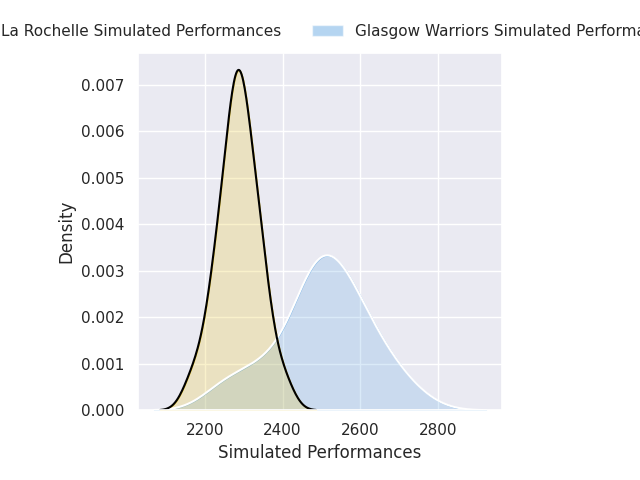 La Rochelle Simulated Performances
Glasgow Warriors Simulated
0.007
0.006
0.005
0.004
0.003
0.002
0.001
0.000
Density
2200 2400 2600 2800
Simulated Performances